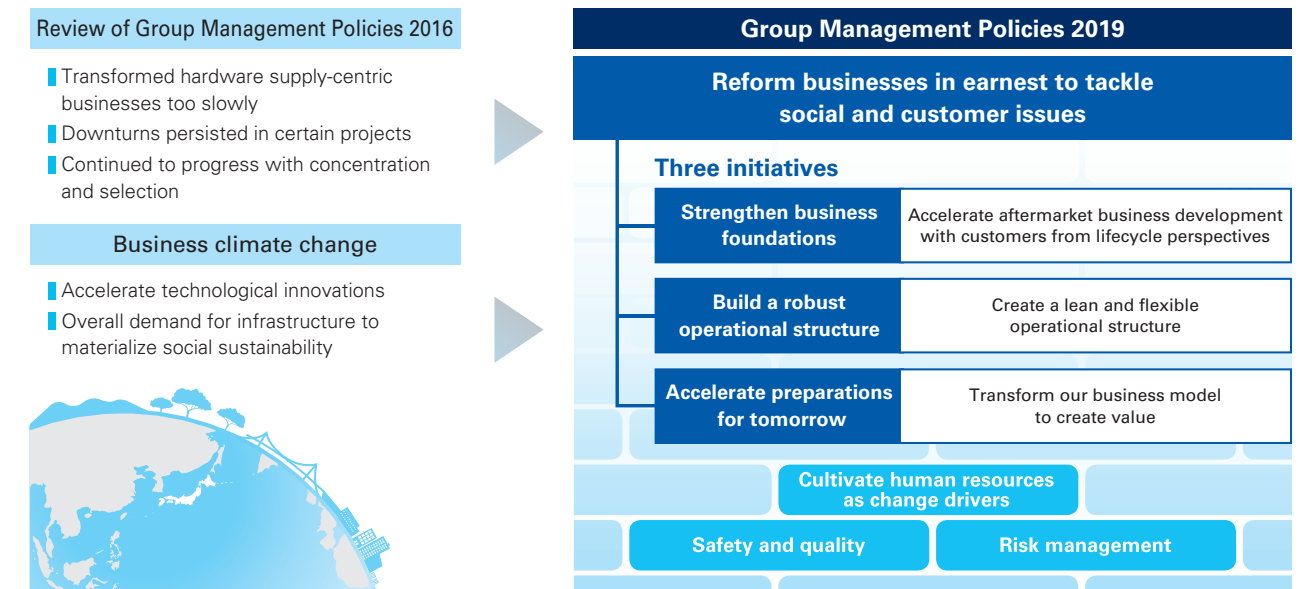 Review of Group Management Policies 2016
Transformed hardware supply-centric
businesses too slowly
Downturns persisted in certain projects
Continued to progress with concentration
and selection
Business climate change
Accelerate technological innovations
Overall demand for infrastructure to
materialize social sustainability
Group Management Policies 2019
Reform businesses in earnest to tackle
social and customer issues
Three initiatives
Strengthen business
foundations
Accelerate aftermarket business development
with customers from lifecycle perspectives
Build a robust
operational structure
Create a lean and flexible
operational structure
Accelerate preparations
for tomorrow
Transform our business model
to create value
Cultivate human resources
as change drivers
Safety and quality
Risk management